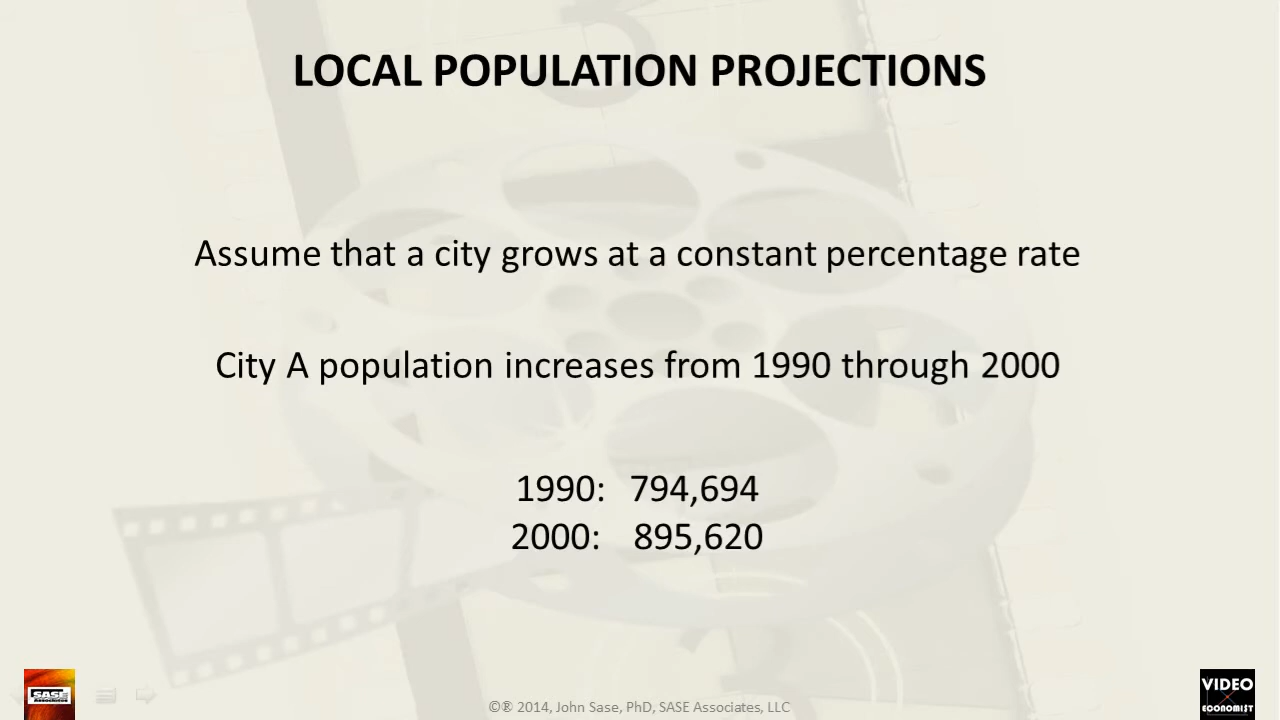 LOCAL POPULATION PROJECTIONS
Assume that a city grows at a constant percentage rate
City A population increases from 1990 through 2000
1990: 794,694
2000: 895,620
SASE
©® 2014, John Sase, PhD, SASE Associates, LLC
VIDEO
ECONOMIST